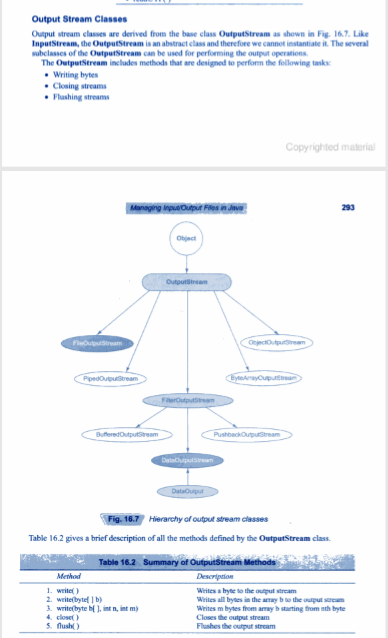 Output Stream Classes
Output stream classes are derived from the base class OutputStream as shown in Fig. 16.7. Like
InputStream, the OutputStream is an abstract class and therefore we cannot instantiate it. The several
subclasses of the OutputStream can be used for performing the output operations.
The OutputStream includes methods that are designed to perform the following tasks:
• Writing bytes
• Closing streams
• Flushing streams
Copyrighted material
Managing Input/Output Files in Java 293
Object
OutputStream
FileOutputStream
ObjectOutputStream
PipedOutputStream
ByteArrayOutputStream
FilterOutputStream
BufferedOutputStream
PushbackOutputStream
DataOutputStream
DataOutput
Fig. 16.7 Hierarchy of output stream classes
Table 16.2 gives a brief description of all the methods defined by the OutputStream class.
Table 16.2 Summary of OutputStream Methods
Method Description
1. write( ) Writes a byte to the output stream
2. write(byte[ ] b) Writes all bytes in the array b to the output stream
3. write(byte b[ ], int n, int m) Writes m bytes from array b starting from nth byte
4. close( ) Closes the output stream
5. flush( ) Flushes the output stream